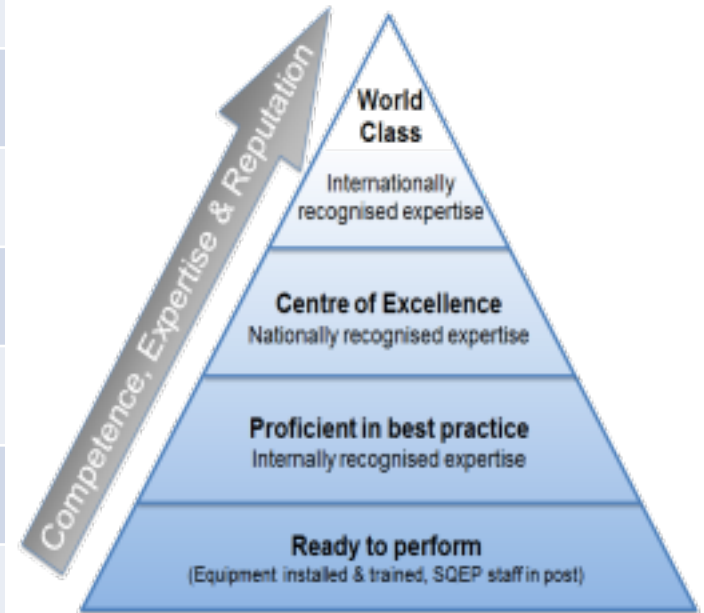 Competence, Expertise & Reputation
World
Class
Internationally
recognised expertise
Centre of Excellence
Nationally recognised expertise
Proficient in best practice
Internally recognised expertise
Ready to perform
(Equipment installed & trained, SQEP staff in post)